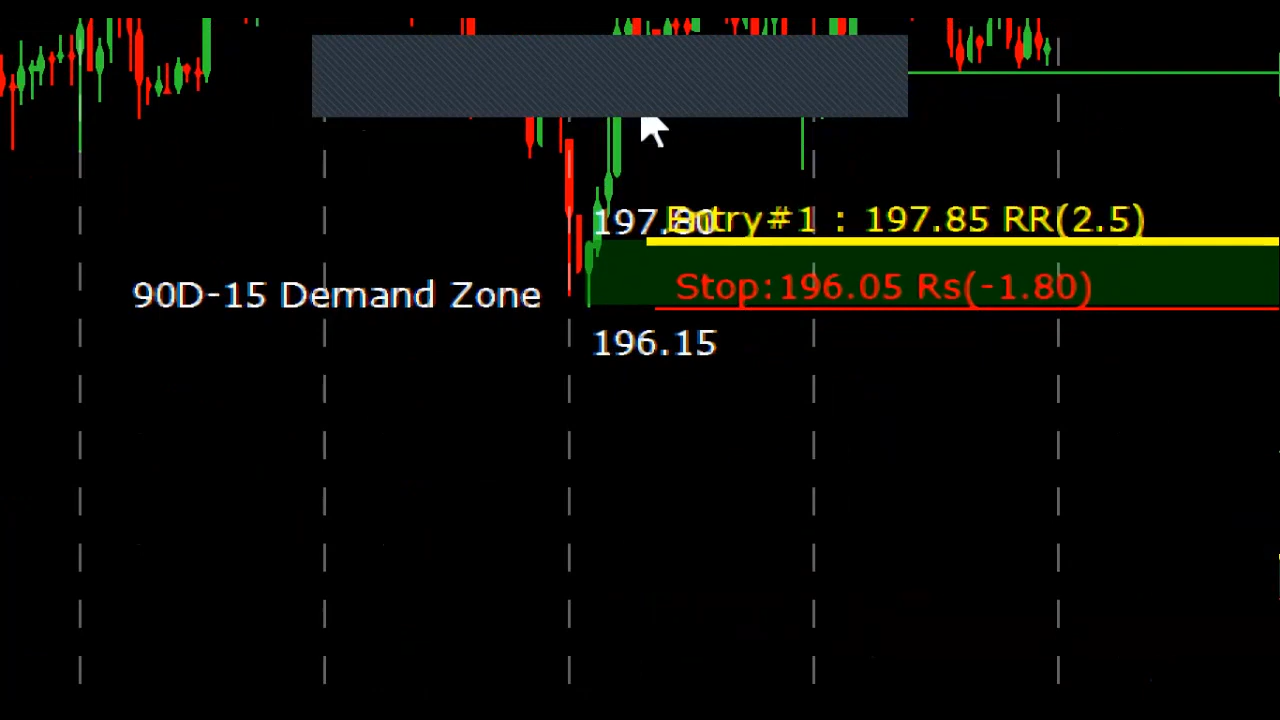 197.80
Entry#1 : 197.85 RR(2.5)
Stop:196.05 Rs(-1.80)
90D-15 Demand Zone
196.15